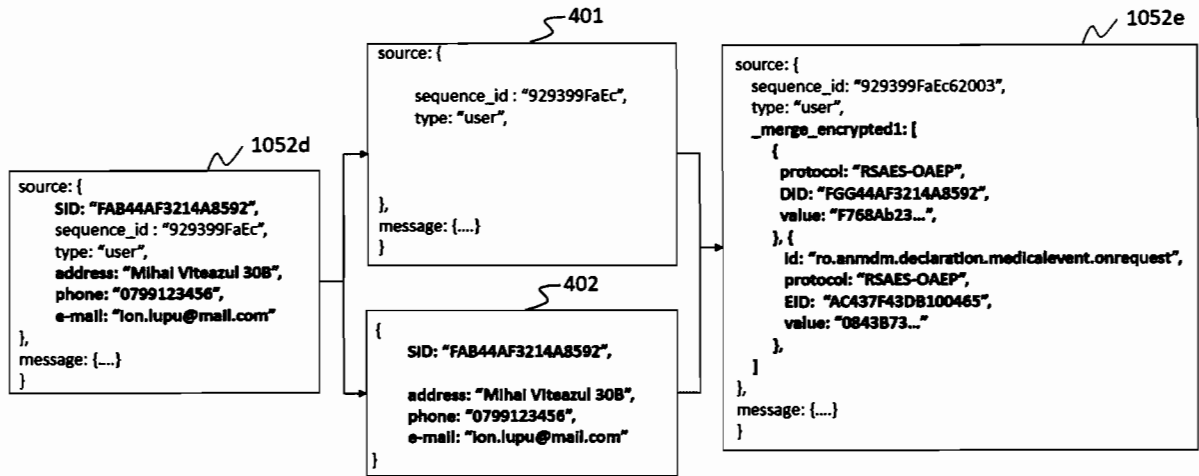 1052d
source: {
SID: "FAB44AF3214A8592",
sequence_id : "929399FaEc",
type: "user",
address: "Mihai Viteazul 30B",
phone: "0799123456",
e-mail: "ion.lupu@mail.com"
},
message: {....}
}
401
source: {
sequence_id : "929399FaEc",
type: "user",
},
message: {....}
}
402
{
SID: "FAB44AF3214A8592",
address: "Mihai Viteazul 30B",
phone: "0799123456",
e-mail: "ion.lupu@mail.com"
}
1052e
source: {
sequence_id: "929399FaEc62003",
type: "user",
_merge_encrypted1: [
{
protocol: "RSAES-OAEP",
DID: "FGG44AF3214A8592",
value: "F768Ab23...",
}, {
id: "ro.anmdm.declaration.medicalevent.onrequest",
protocol: "RSAES-OAEP",
EID: "AC437F43DB100465",
value: "0843B73..."
},
]
},
message: {....}
}